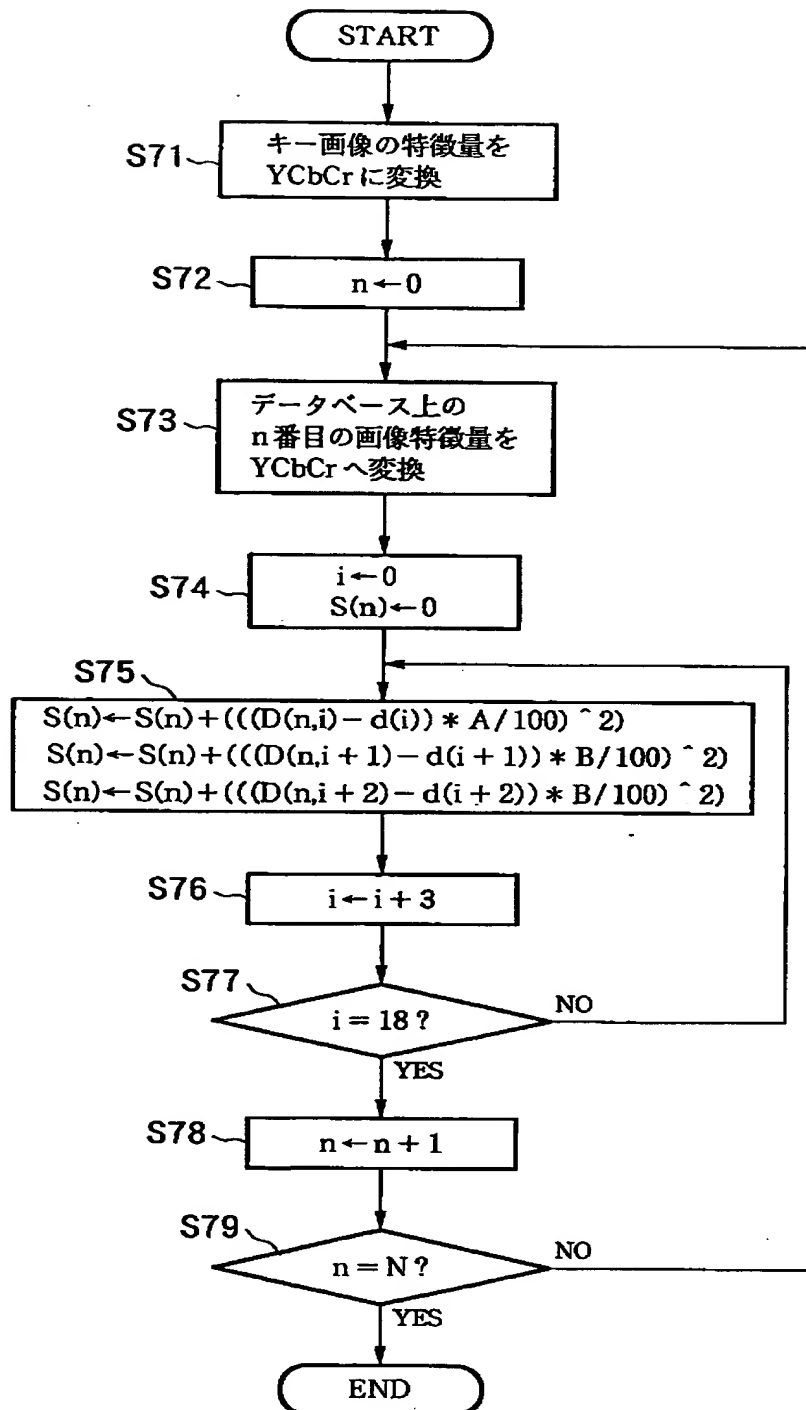 START
S71
キー画像の特徴量を
YCbCrに変換
S72
n←0
S73
データベース上の
n番目の画像特徴量を
YCbCrへ変換
S74
i←0
S(n)←0
S75
S(n)←S(n)+(((D(n,i)-d(i))*A/100)^2)
S(n)←S(n)+(((D(n,i+1)-d(i+1))*B/100)^2)
S(n)←S(n)+(((D(n,i+2)-d(i+2))*B/100)^2)
S76
i←i+3
S77
i=18?
NO
YES
S78
n←n+1
S79
n=N?
NO
YES
END